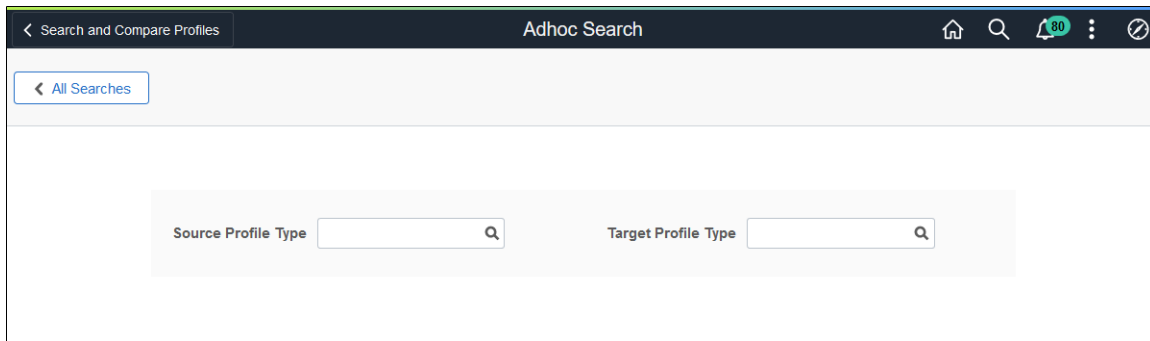 Search and Compare Profiles
Adhoc Search
80
All Searches
Source Profile Type
Target Profile Type